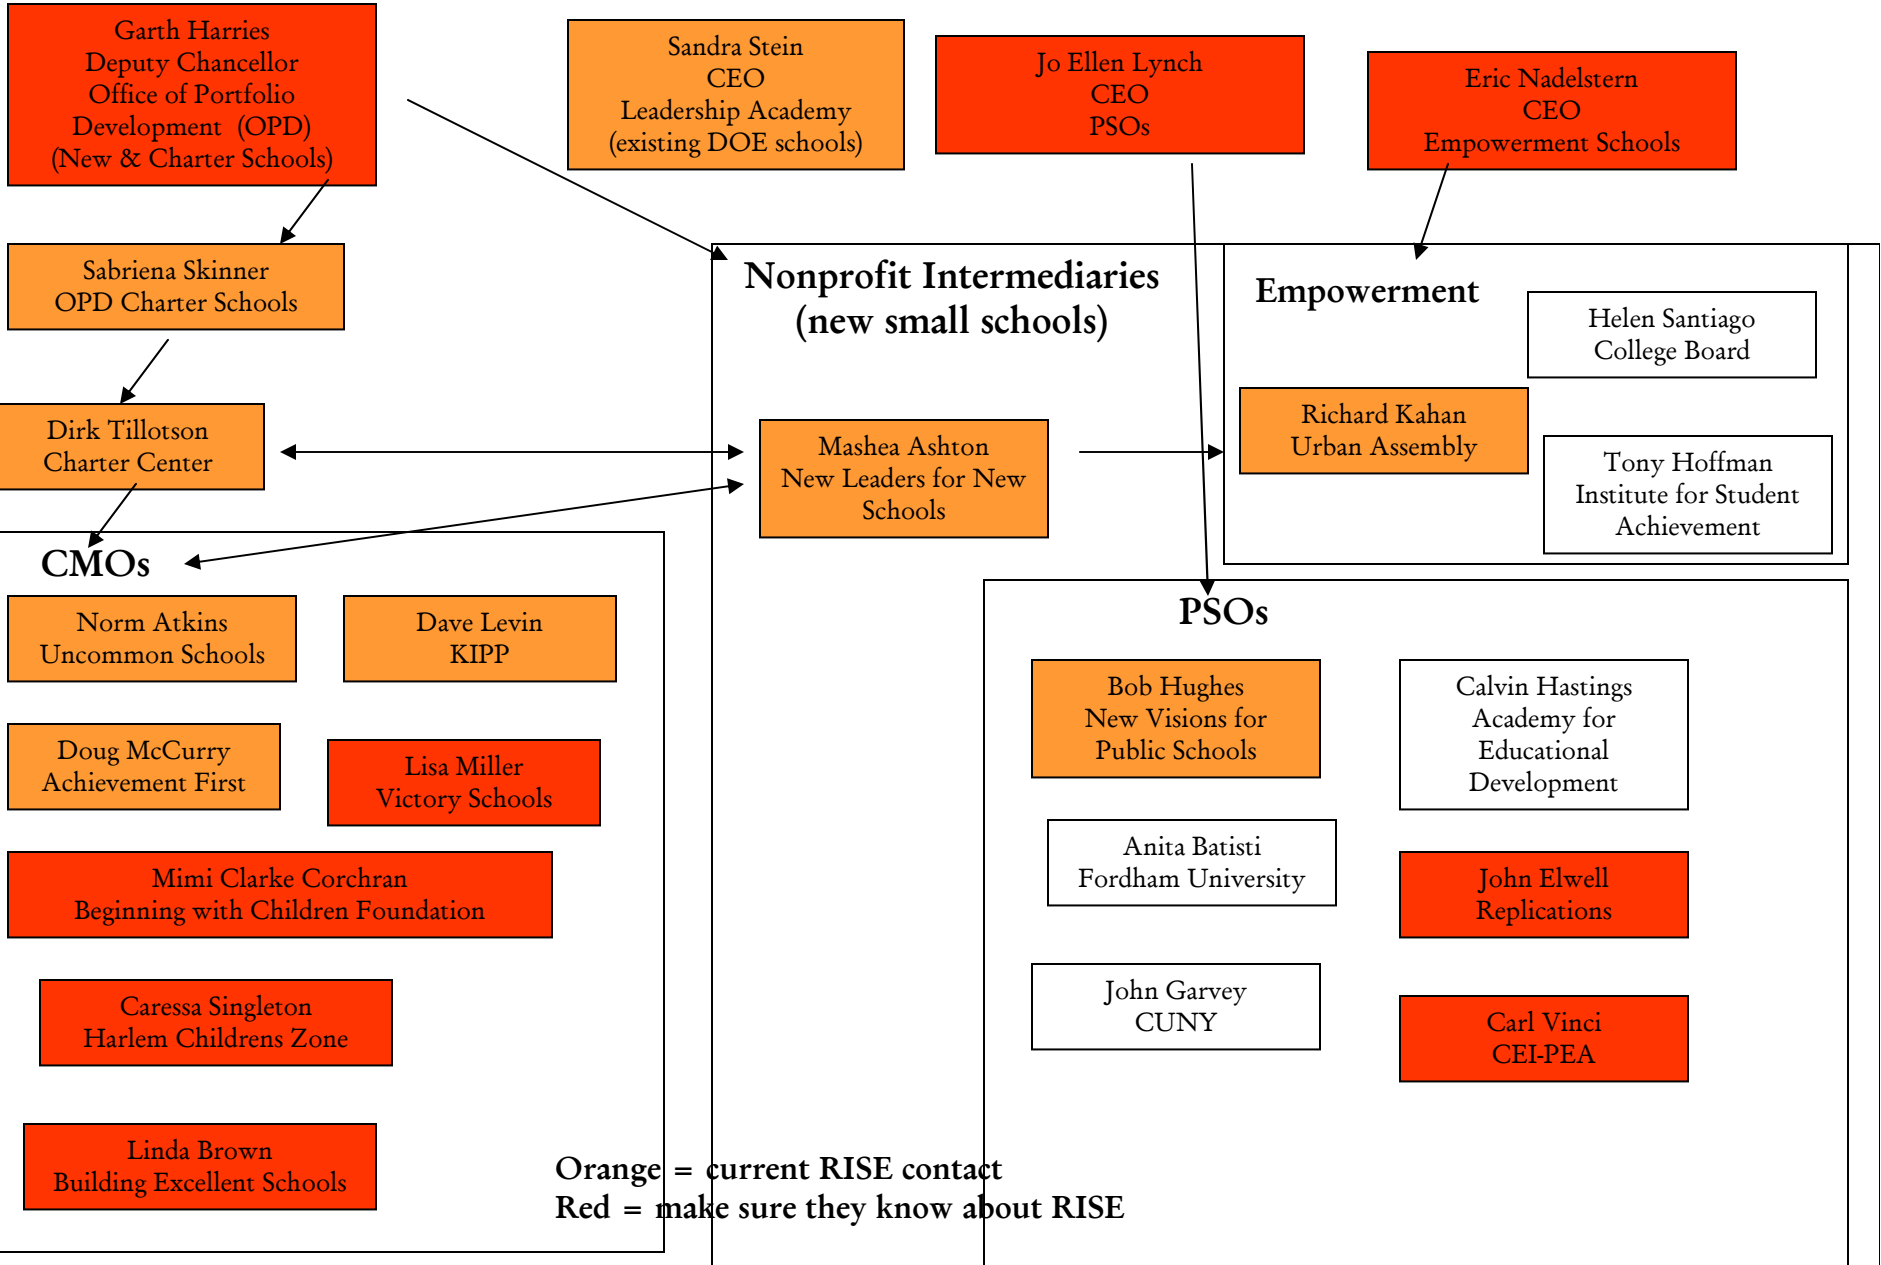 Garth Harries
Deputy Chancellor
Office of Portfolio
Development (OPD)
(New & Charter Schools)
Sandra Stein
CEO
Leadership Academy
(existing DOE schools)
Jo Ellen Lynch
CEO
PSOs
Eric Nadelstern
CEO
Empowerment Schools
Sabriena Skinner
OPD Charter Schools
Nonprofit Intermediaries
(new small schools)
Empowerment
Helen Santiago
College Board
Richard Kahan
Urban Assembly
Tony Hoffman
Institute for Student
Achievement
Dirk Tillotson
Charter Center
Mashea Ashton
New Leaders for New
Schools
CMOs
Norm Atkins
Uncommon Schools
Dave Levin
KIPP
Doug McCurry
Achievement First
Lisa Miller
Victory Schools
Mimi Clarke Corchran
Beginning with Children Foundation
Caressa Singleton
Harlem Childrens Zone
Linda Brown
Building Excellent Schools
PSOs
Bob Hughes
New Visions for
Public Schools
Calvin Hastings
Academy for
Educational
Development
Anita Batisti
Fordham University
John Elwell
Replications
John Garvey
CUNY
Carl Vinci
CEI-PEA
Orange = current RISE contact
Red = make sure they know about RISE